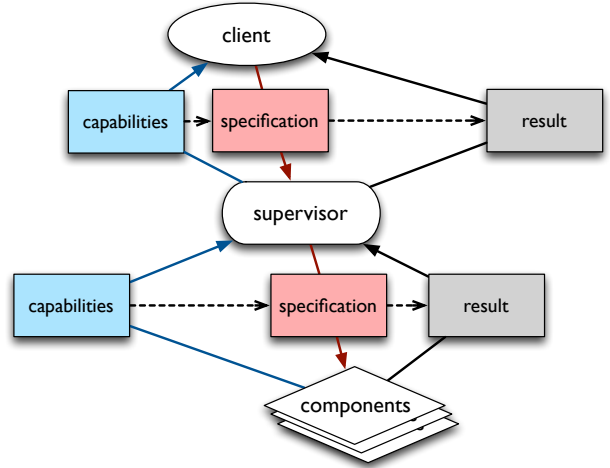 client
capabilities
specification
result
supervisor
capabilities
specification
result
components